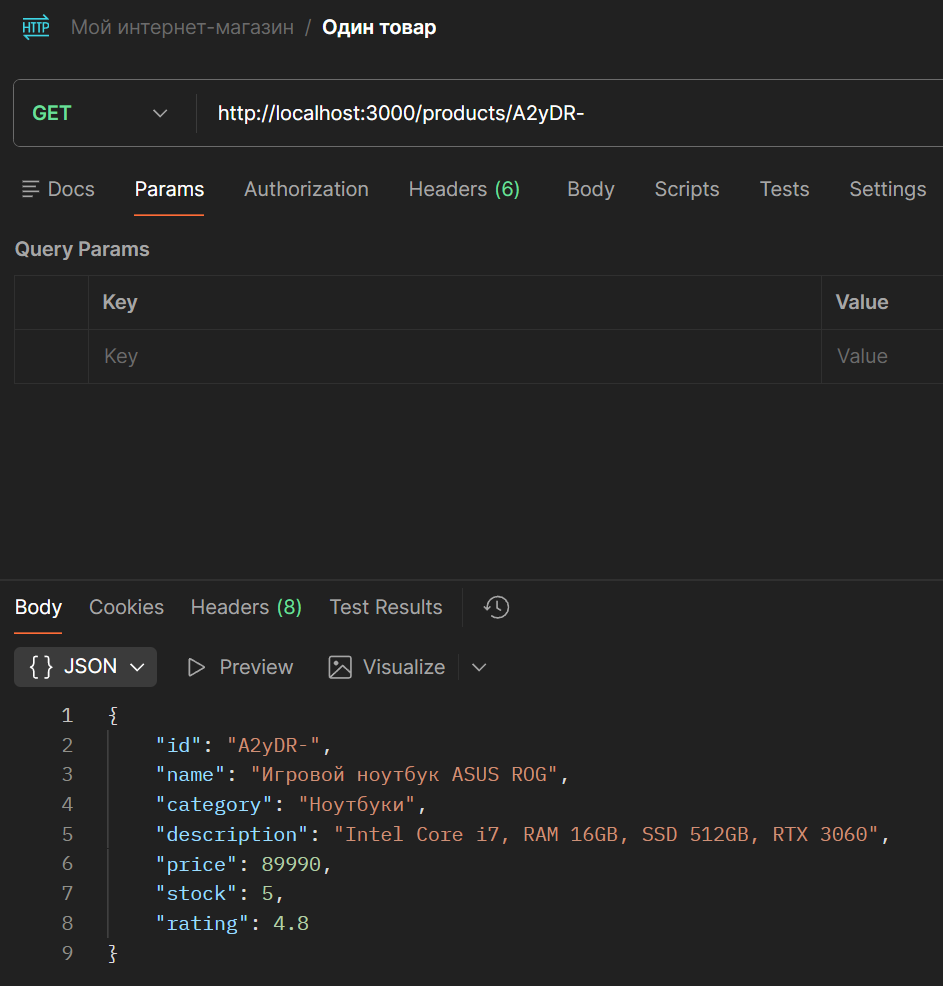 HTTP Мой интернет-магазин / Один товар
GET http://localhost:3000/products/A2yDR-
Docs Params Authorization Headers (6) Body Scripts Tests Settings
Query Params
Key Value
Key Value
Body Cookies Headers (8) Test Results
{ } JSON Preview Visualize
1 {
2 "id": "A2yDR-",
3 "name": "Игровой ноутбук ASUS ROG",
4 "category": "Ноутбуки",
5 "description": "Intel Core i7, RAM 16GB, SSD 512GB, RTX 3060",
6 "price": 89990,
7 "stock": 5,
8 "rating": 4.8
9 }